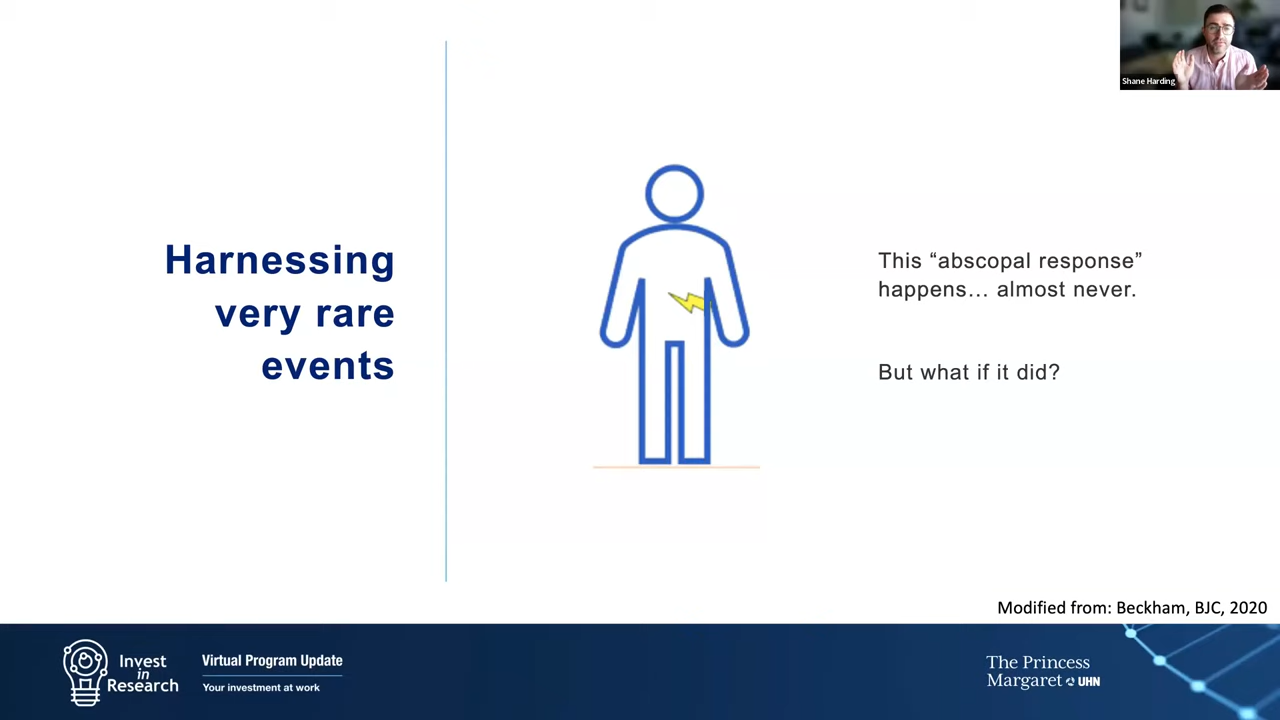 Shane Harding
Harnessing
very rare
events
This “abscopal response”
happens... almost never.
But what if it did?
Modified from: Beckham, BJC, 2020
Invest
in
Research
Virtual Program Update
Your investment at work
The Princess
Margaret UHN